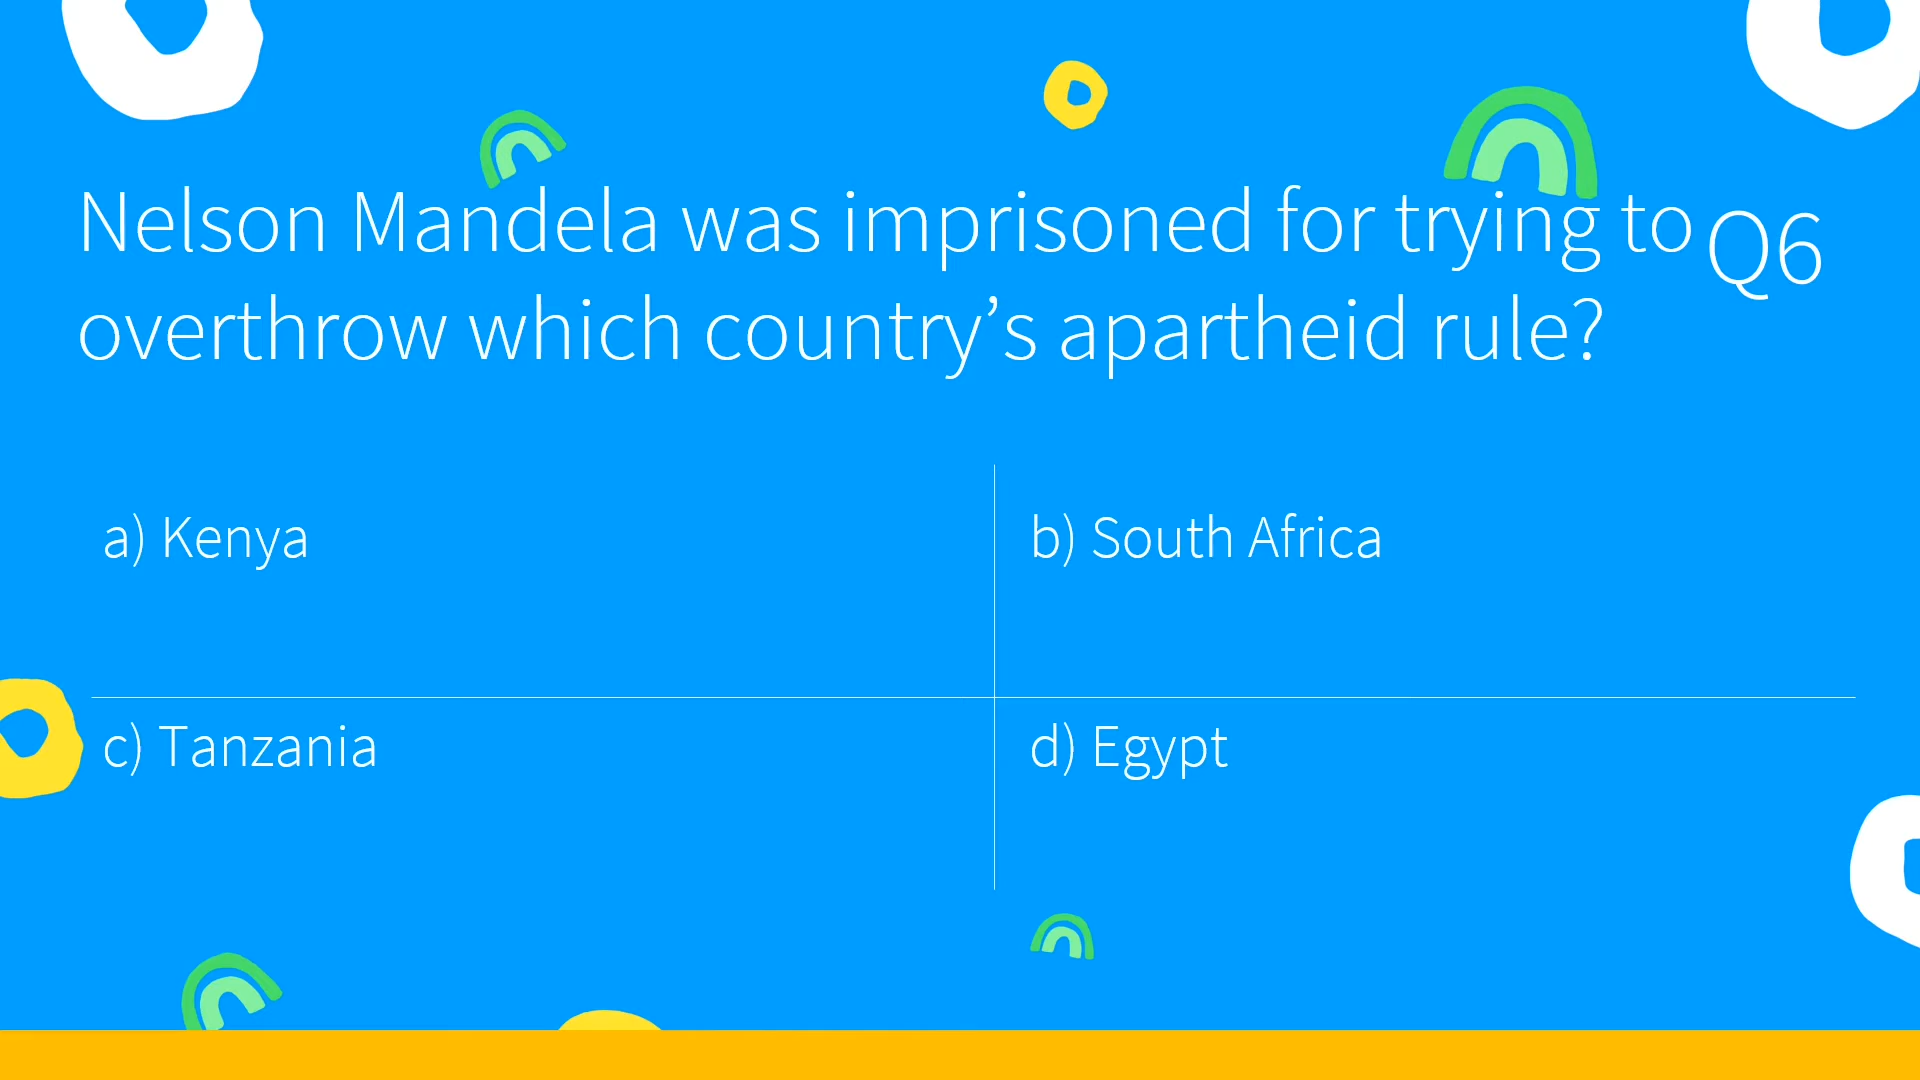 Nelson Mandela was imprisoned for trying to
overthrow which country’s apartheid rule?
Q6
a) Kenya
b) South Africa
c) Tanzania
d) Egypt